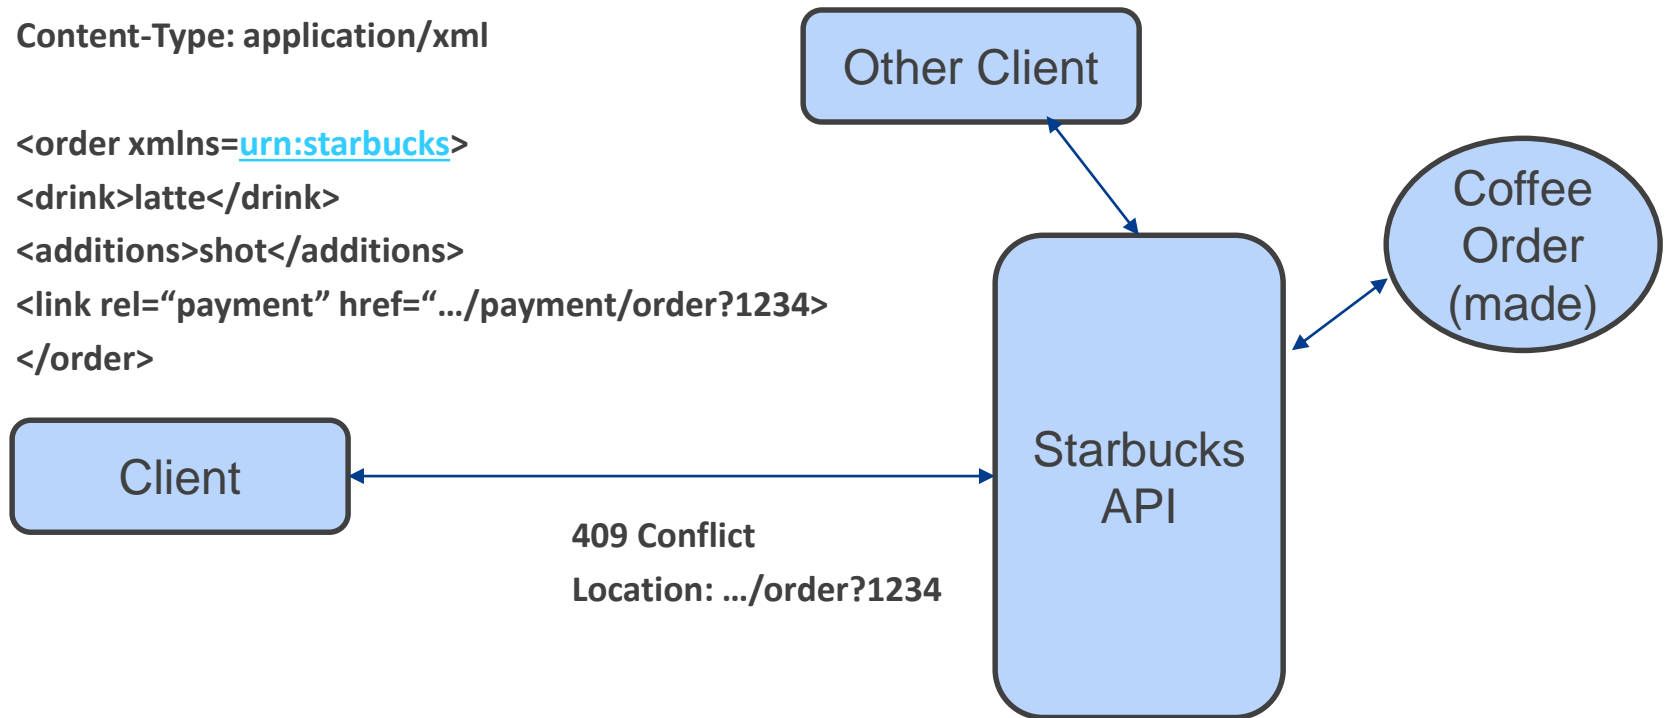 Content-Type: application/xml
<order xmlns=urn:starbucks>
<drink>latte</drink>
<additions>shot</additions>
<link rel=“payment” href=“…/payment/order?1234>
</order>
Other Client
Coffee
Order
(made)
Client
Starbucks
API
409 Conflict
Location: …/order?1234